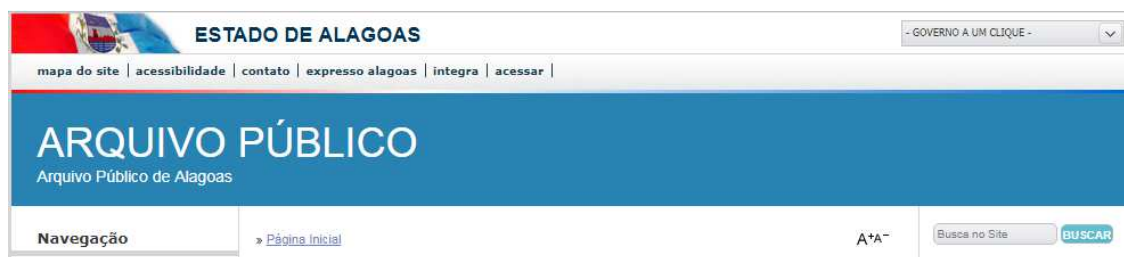 ESTADO DE ALAGOAS
- GOVERNO A UM CLIQUE -
mapa do site | acessibilidade | contato | expresso alagoas | integra | acessar |
ARQUIVO PÚBLICO
Arquivo Público de Alagoas
Navegação
» Página Inicial
A+A-
Busca no Site
BUSCAR